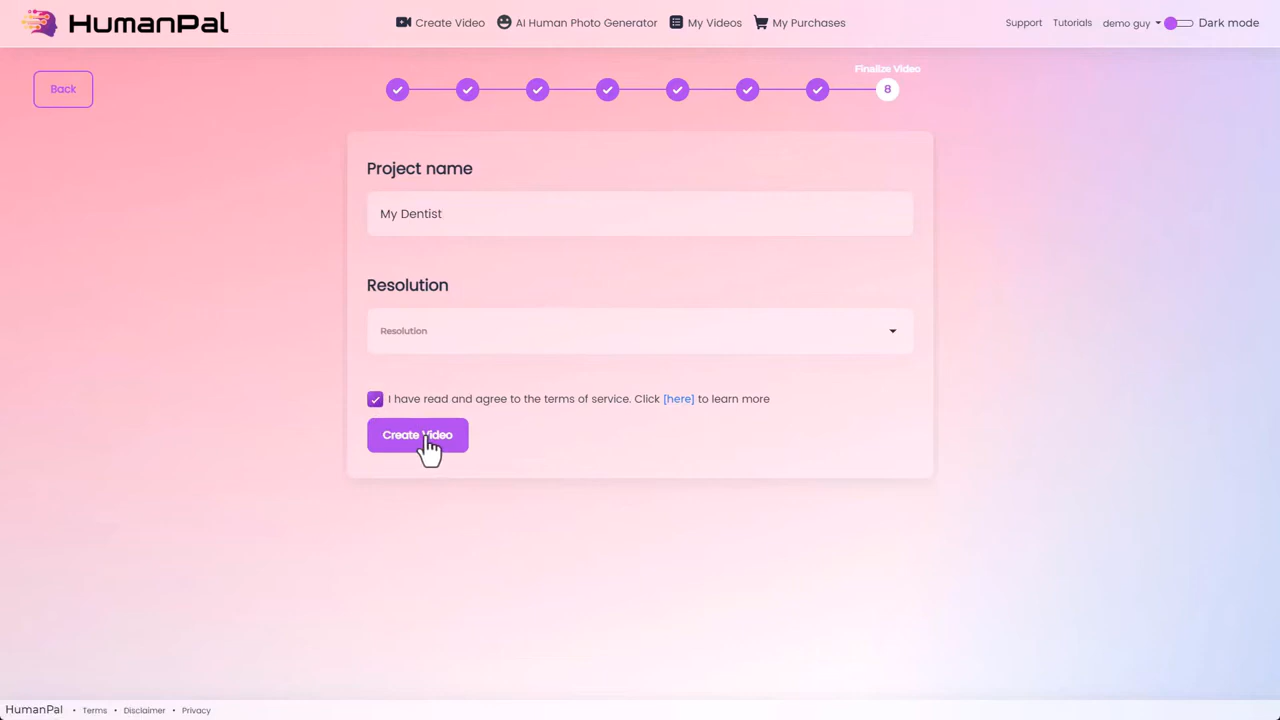 HumanPal Create Video AI Human Photo Generator My Videos My Purchases Support Tutorials demo guy Dark mode
Finalize Video
Back 8
Project name
My Dentist
Resolution
Resolution
I have read and agree to the terms of service. Click [here] to learn more
Create Video
HumanPal • Terms • Disclaimer • Privacy